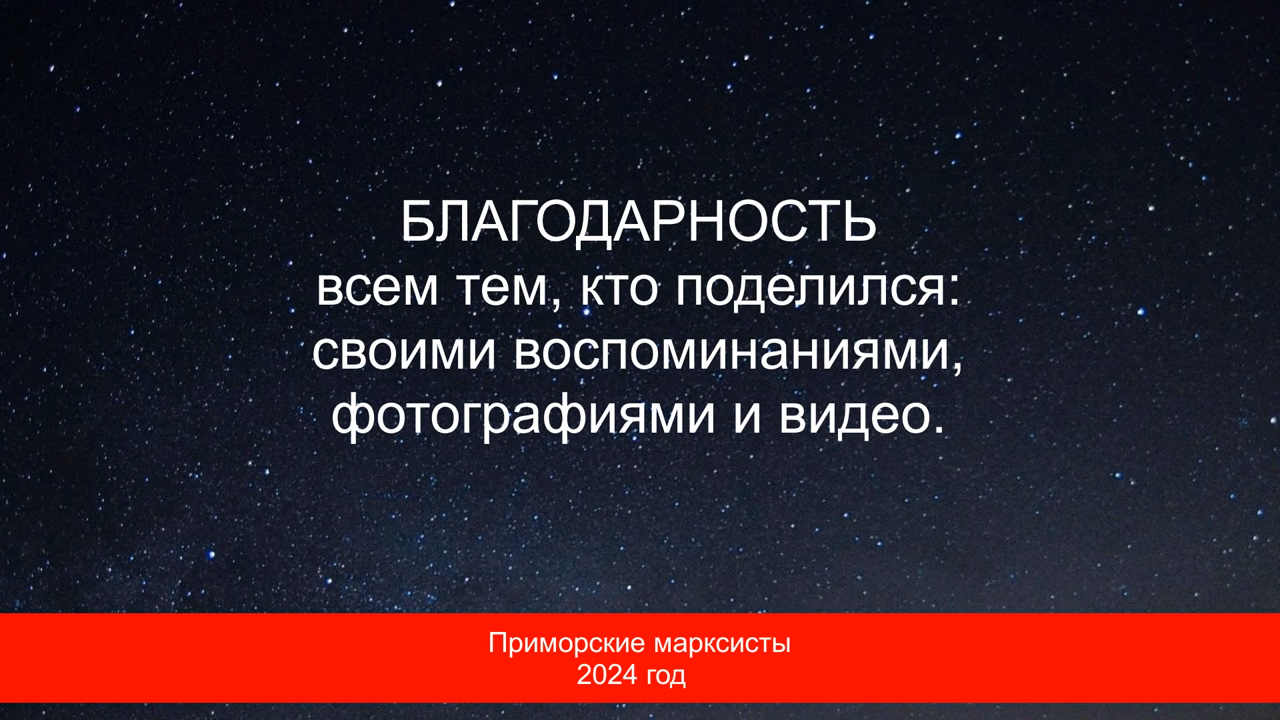 БЛАГОДАРНОСТЬ
всем тем, кто поделился:
своими воспоминаниями,
фотографиями и видео.
Приморские марксисты
2024 год